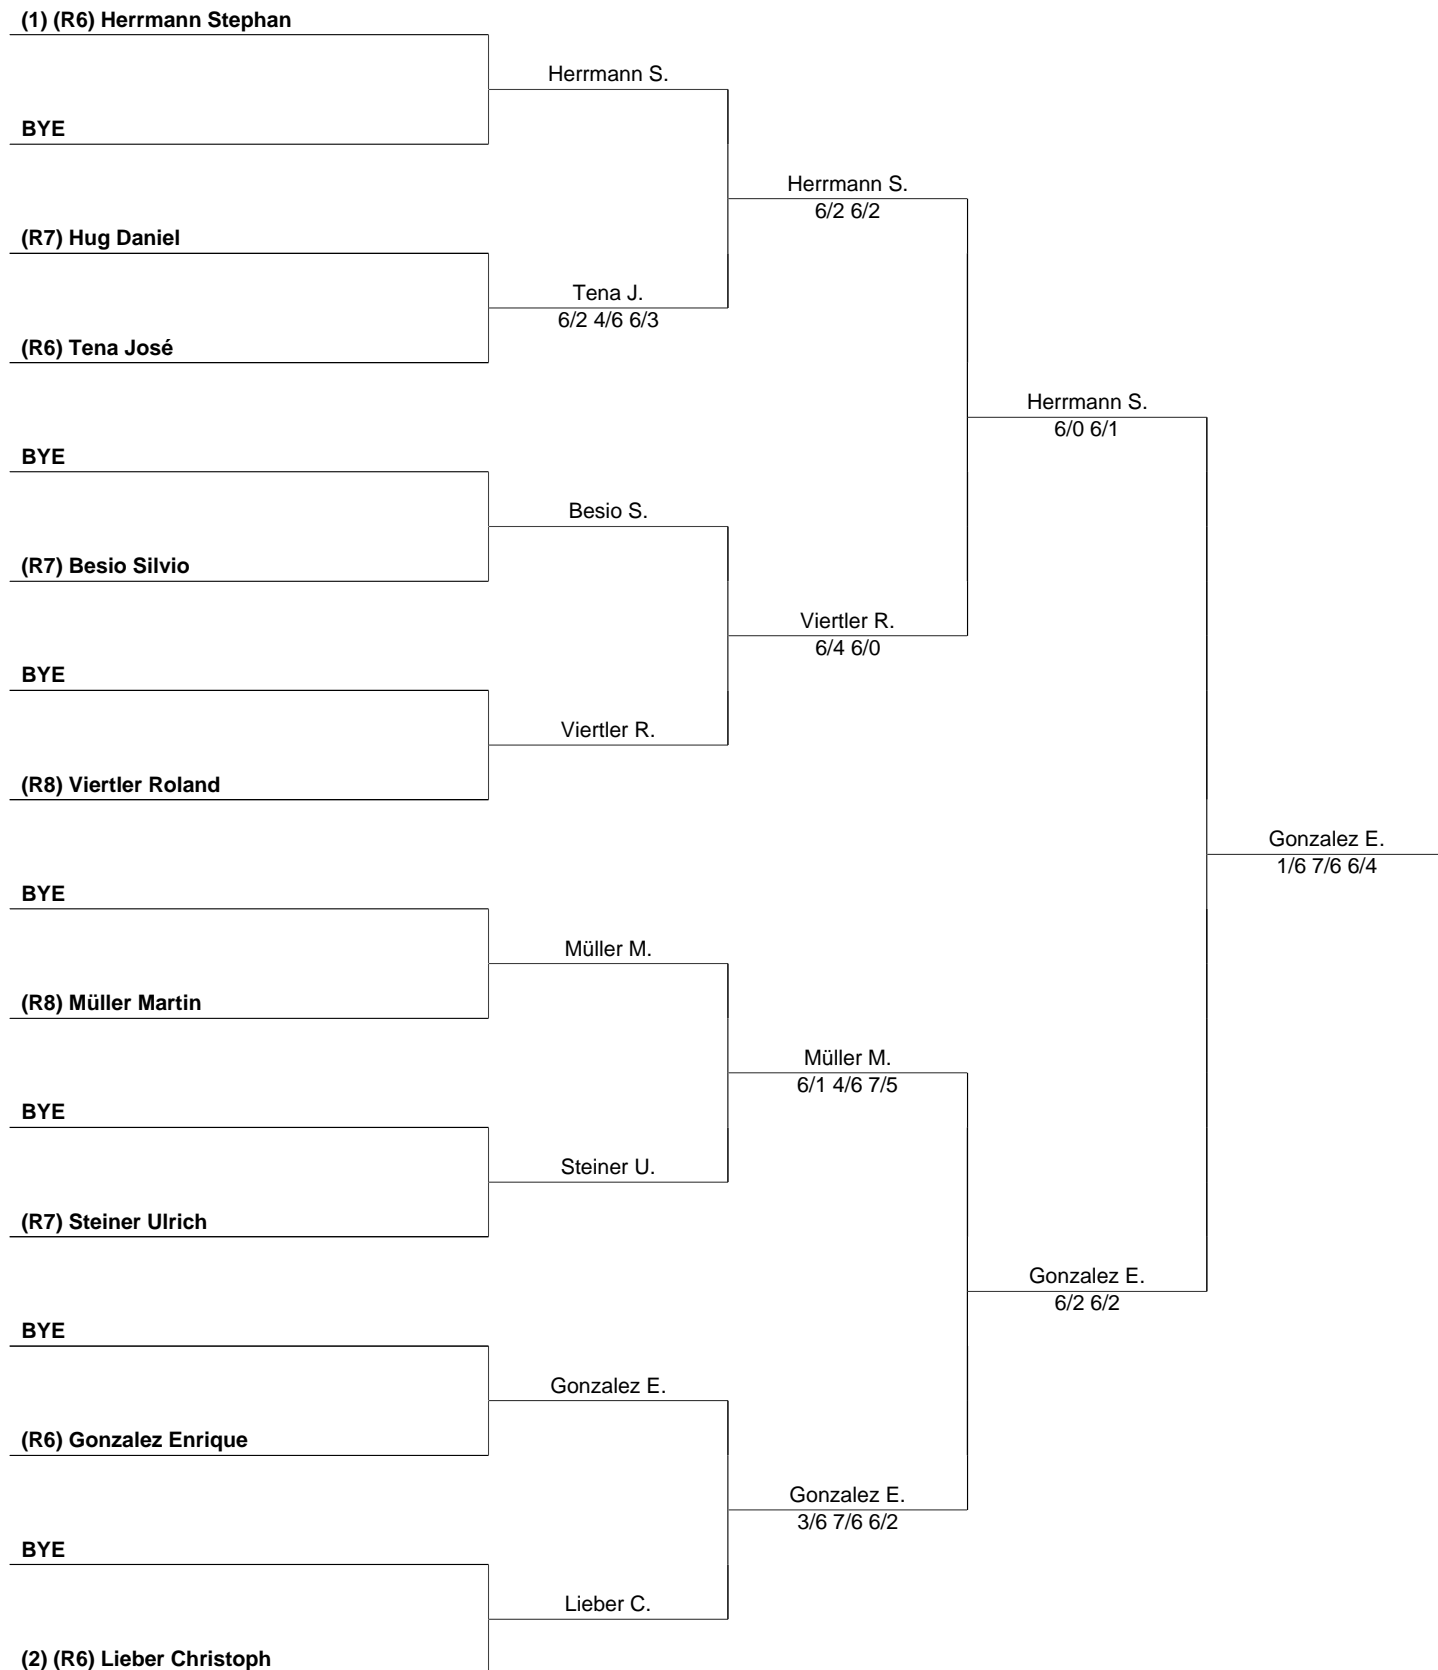 (1) (R6) Herrmann Stephan
Herrmann S.
BYE
Herrmann S.
6/2 6/2
(R7) Hug Daniel
Tena J.
6/2 4/6 6/3
(R6) Tena José
Herrmann S.
6/0 6/1
BYE
Besio S.
(R7) Besio Silvio
Viertler R.
6/4 6/0
BYE
Viertler R.
(R8) Viertler Roland
Gonzalez E.
1/6 7/6 6/4
BYE
Müller M.
(R8) Müller Martin
Müller M.
6/1 4/6 7/5
BYE
Steiner U.
(R7) Steiner Ulrich
Gonzalez E.
6/2 6/2
BYE
Gonzalez E.
(R6) Gonzalez Enrique
Gonzalez E.
3/6 7/6 6/2
BYE
Lieber C.
(2) (R6) Lieber Christoph